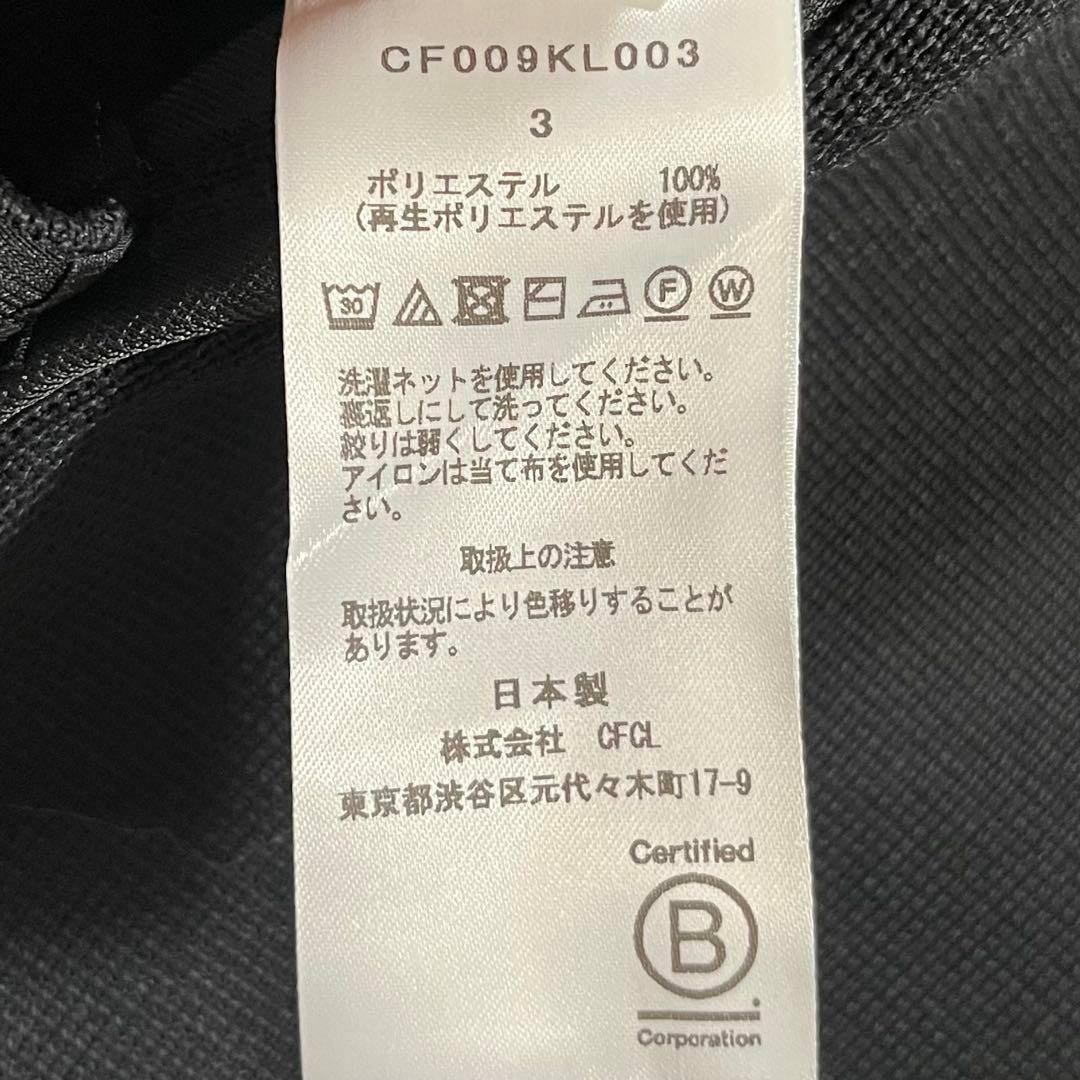 CF009KL003
3
ポリエステル 100%
(再生ポリエステルを使用)
30 F W
洗濯ネットを使用してください。
裏返しにして洗ってください。
絞りは弱くしてください。
アイロンは当て布を使用してくだ
さい。
取扱上の注意
取扱状況により色移りすることが
あります。
日本製
株式会社 CFCL
東京都渋谷区元代々木町17-9
Certified
B
Corporation